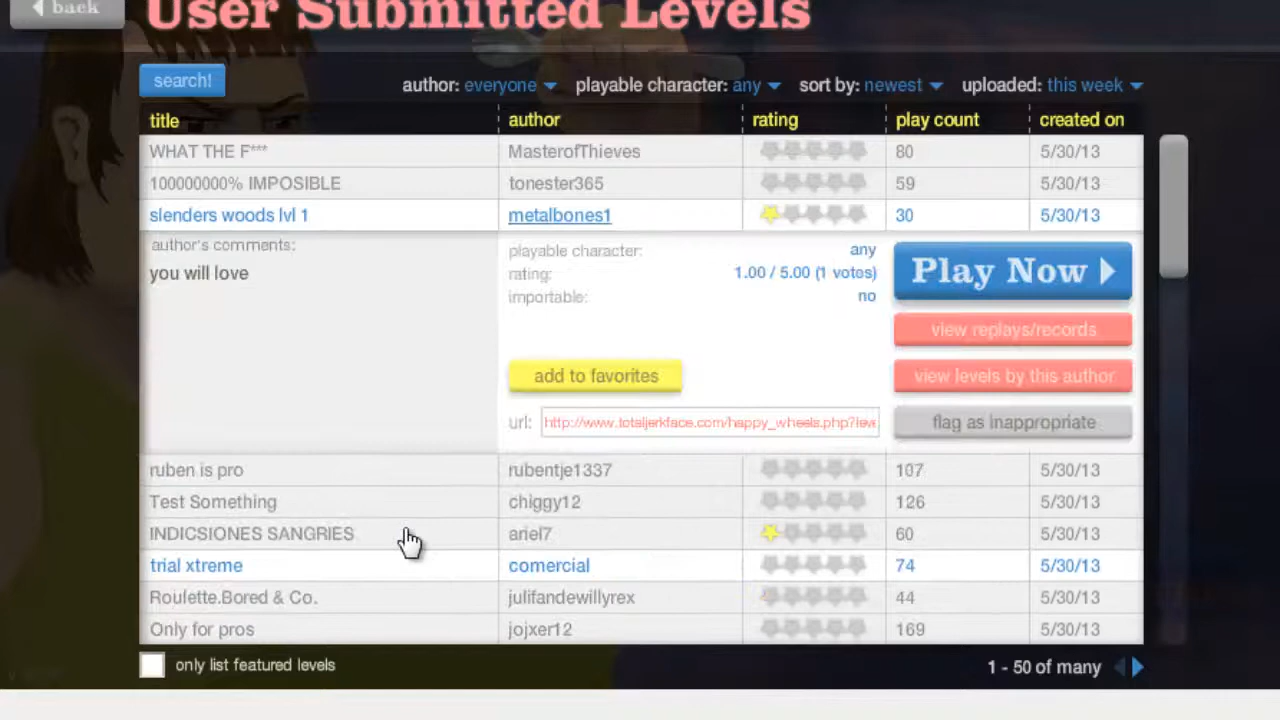 back
User Submitted Levels
search!
author: everyone playable character: any sort by: newest uploaded: this week
title author rating play count created on
WHAT THE F*** MasterofThieves 80 5/30/13
100000000% IMPOSIBLE tonester365 59 5/30/13
slenders woods lvl 1 metalbones1 30 5/30/13
author's comments:
you will love
playable character: any
rating: 1.00 / 5.00 (1 votes)
importable: no
add to favorites
url: http://www.totaljerkface.com/happy_wheels.php?leve
Play Now
view replays/records
view levels by this author
flag as inappropriate
ruben is pro rubentje1337 107 5/30/13
Test Something chiggy12 126 5/30/13
INDICSIONES SANGRIES ariel7 60 5/30/13
trial xtreme comercial 74 5/30/13
Roulette.Bored & Co. julifandewillyrex 44 5/30/13
Only for pros jojxer12 169 5/30/13
only list featured levels
1 - 50 of many